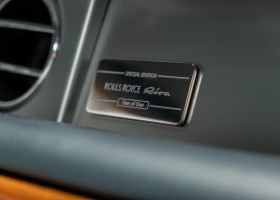 SPECIAL EDITION
ROLLS ROYCE Riva
One of One